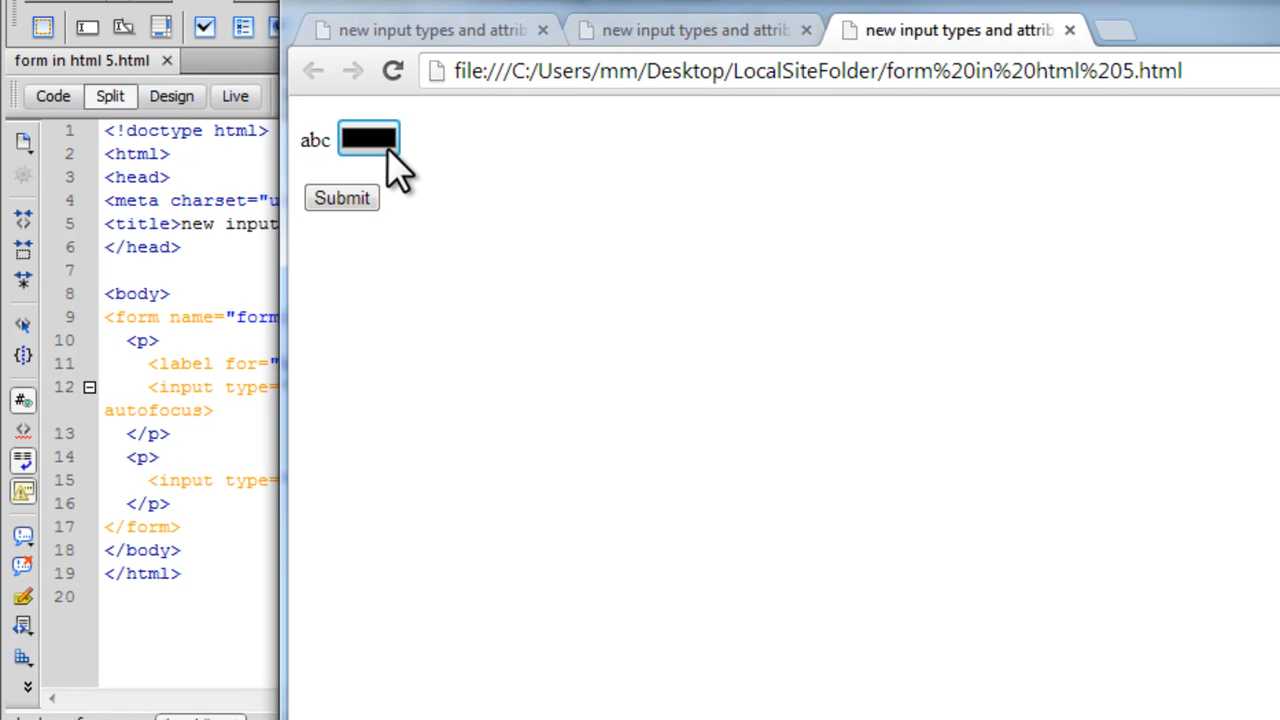 new input types and attrib
new input types and attrib
new input types and attrib
form in html 5.html
file:///C:/Users/mm/Desktop/LocalSiteFolder/form%20in%20html%205.html
Code
Split
Design
Live
1 <!doctype html>
2 <html>
3 <head>
4 <meta charset="u
5 <title>new input
6 </head>
7
8 <body>
9 <form name="form
10 <p>
11 <label for="
12 <input type=
autofocus>
13 </p>
14 <p>
15 <input type=
16 </p>
17 </form>
18 </body>
19 </html>
20
abc
Submit